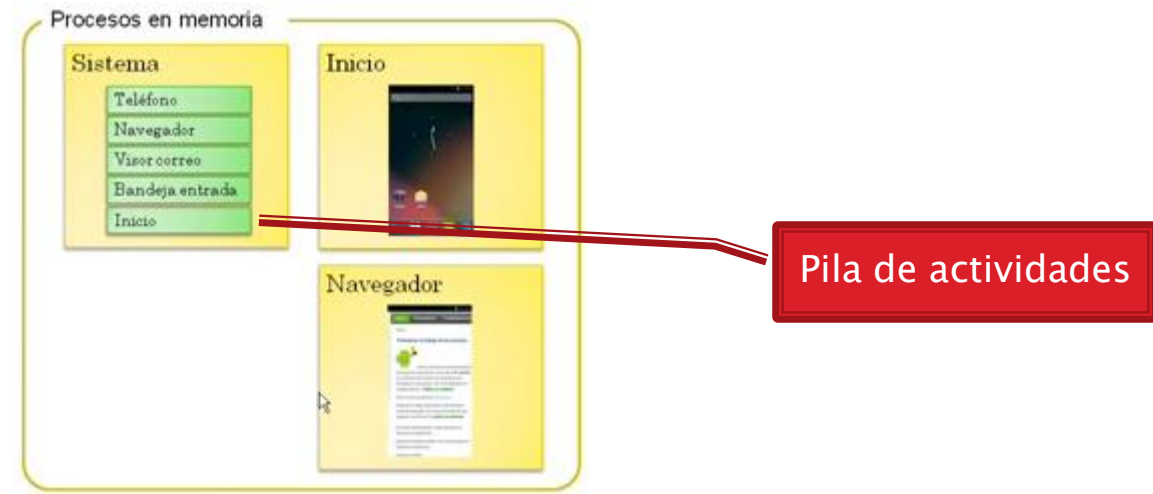 Procesos en memoria
Sistema
Teléfono
Navegador
Visor correo
Bandeja entrada
Inicio
Inicio
Navegador
Pila de actividades